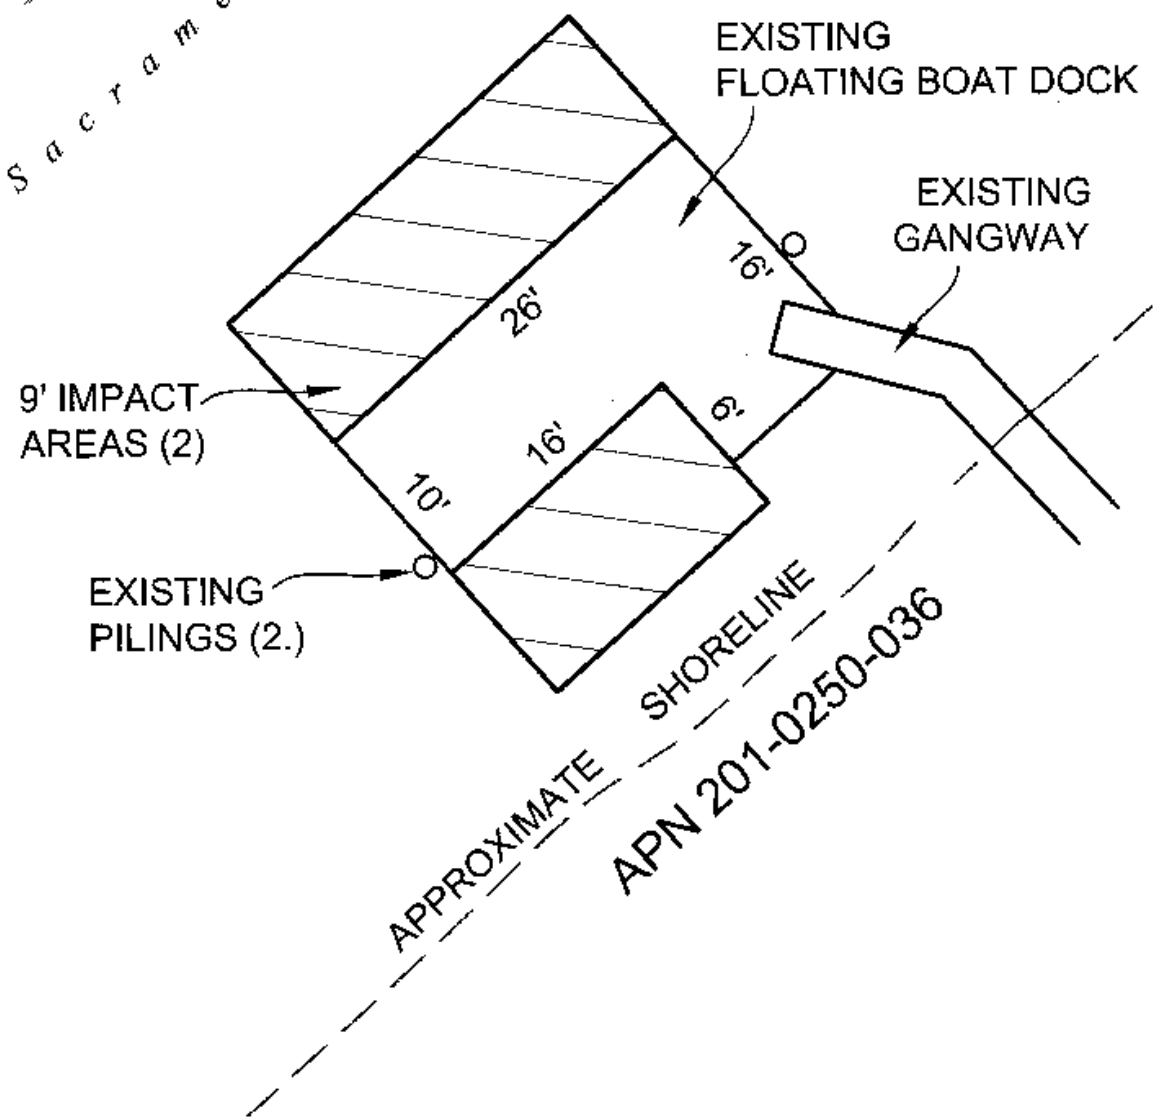 S a c r a m e
EXISTING
FLOATING BOAT DOCK
EXISTING
GANGWAY
16'
26'
9' IMPACT
AREAS (2)
16'
6'
10'
EXISTING
PILINGS (2.)
APPROXIMATE SHORELINE
APN 201-0250-036